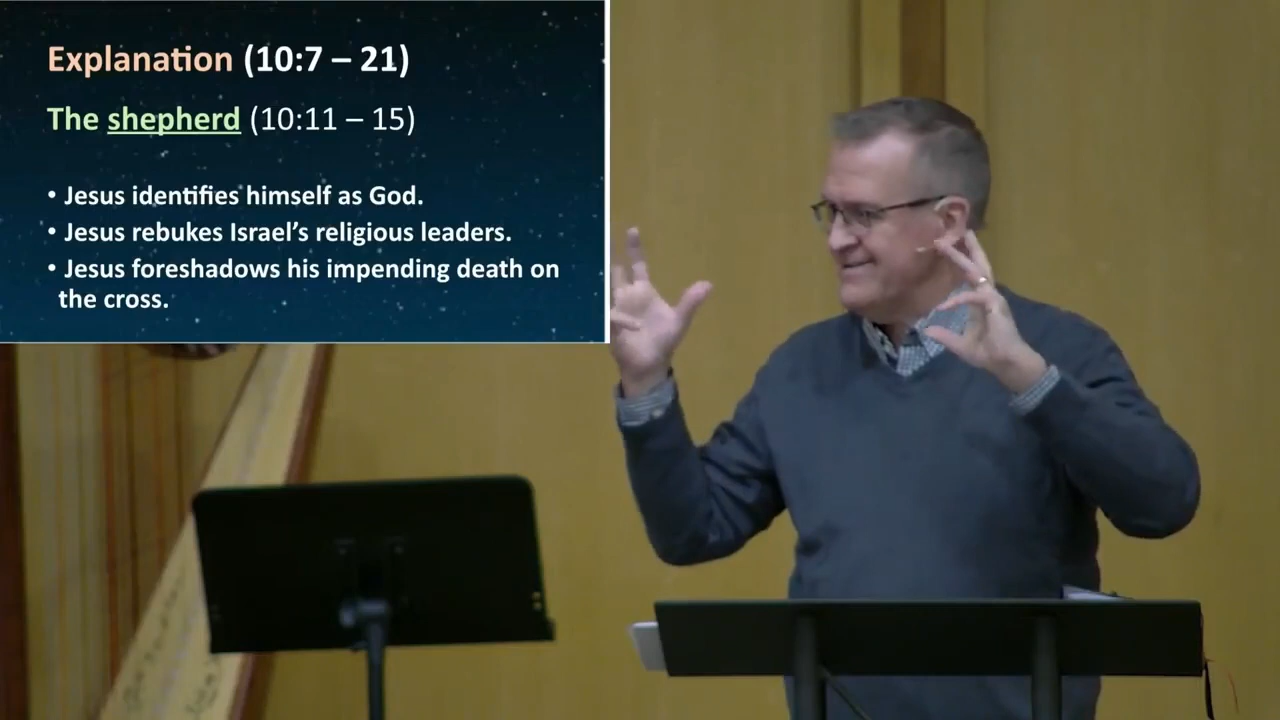 Explanation (10:7 – 21)
The shepherd (10:11 – 15)
• Jesus identifies himself as God.
• Jesus rebukes Israel’s religious leaders.
• Jesus foreshadows his impending death on
the cross.